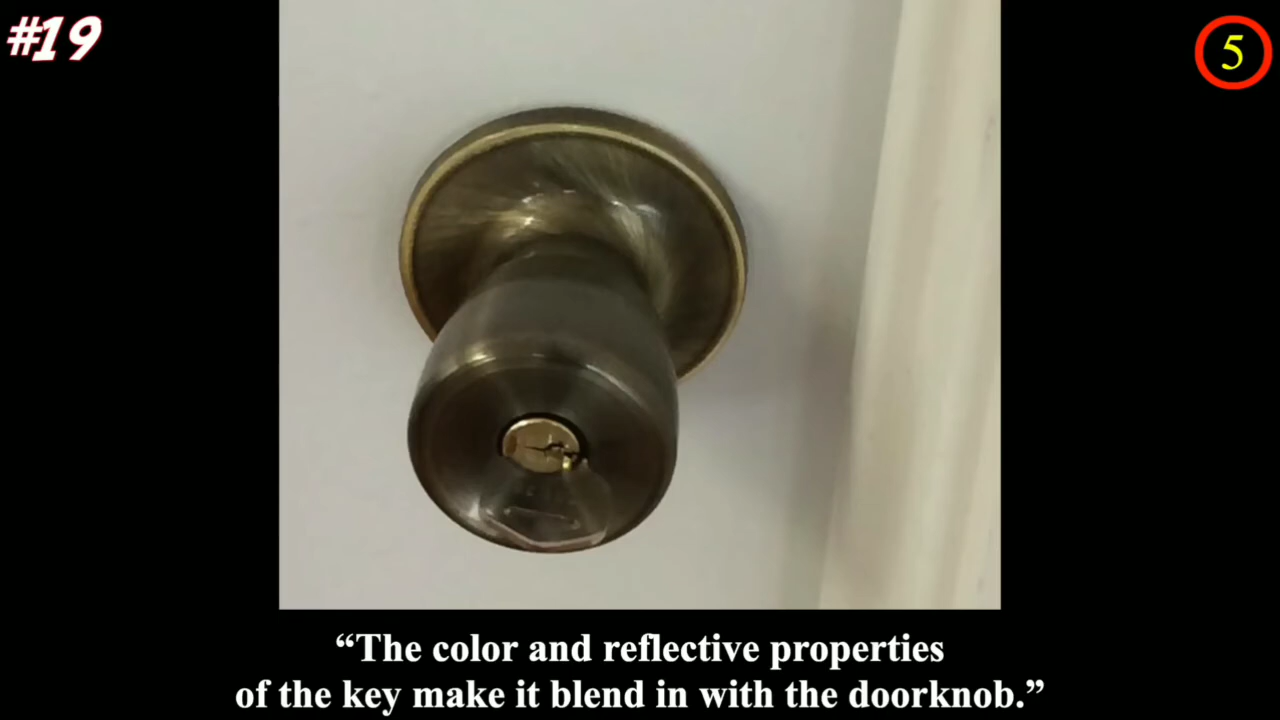 #19
5
“The color and reflective properties
of the key make it blend in with the doorknob.”